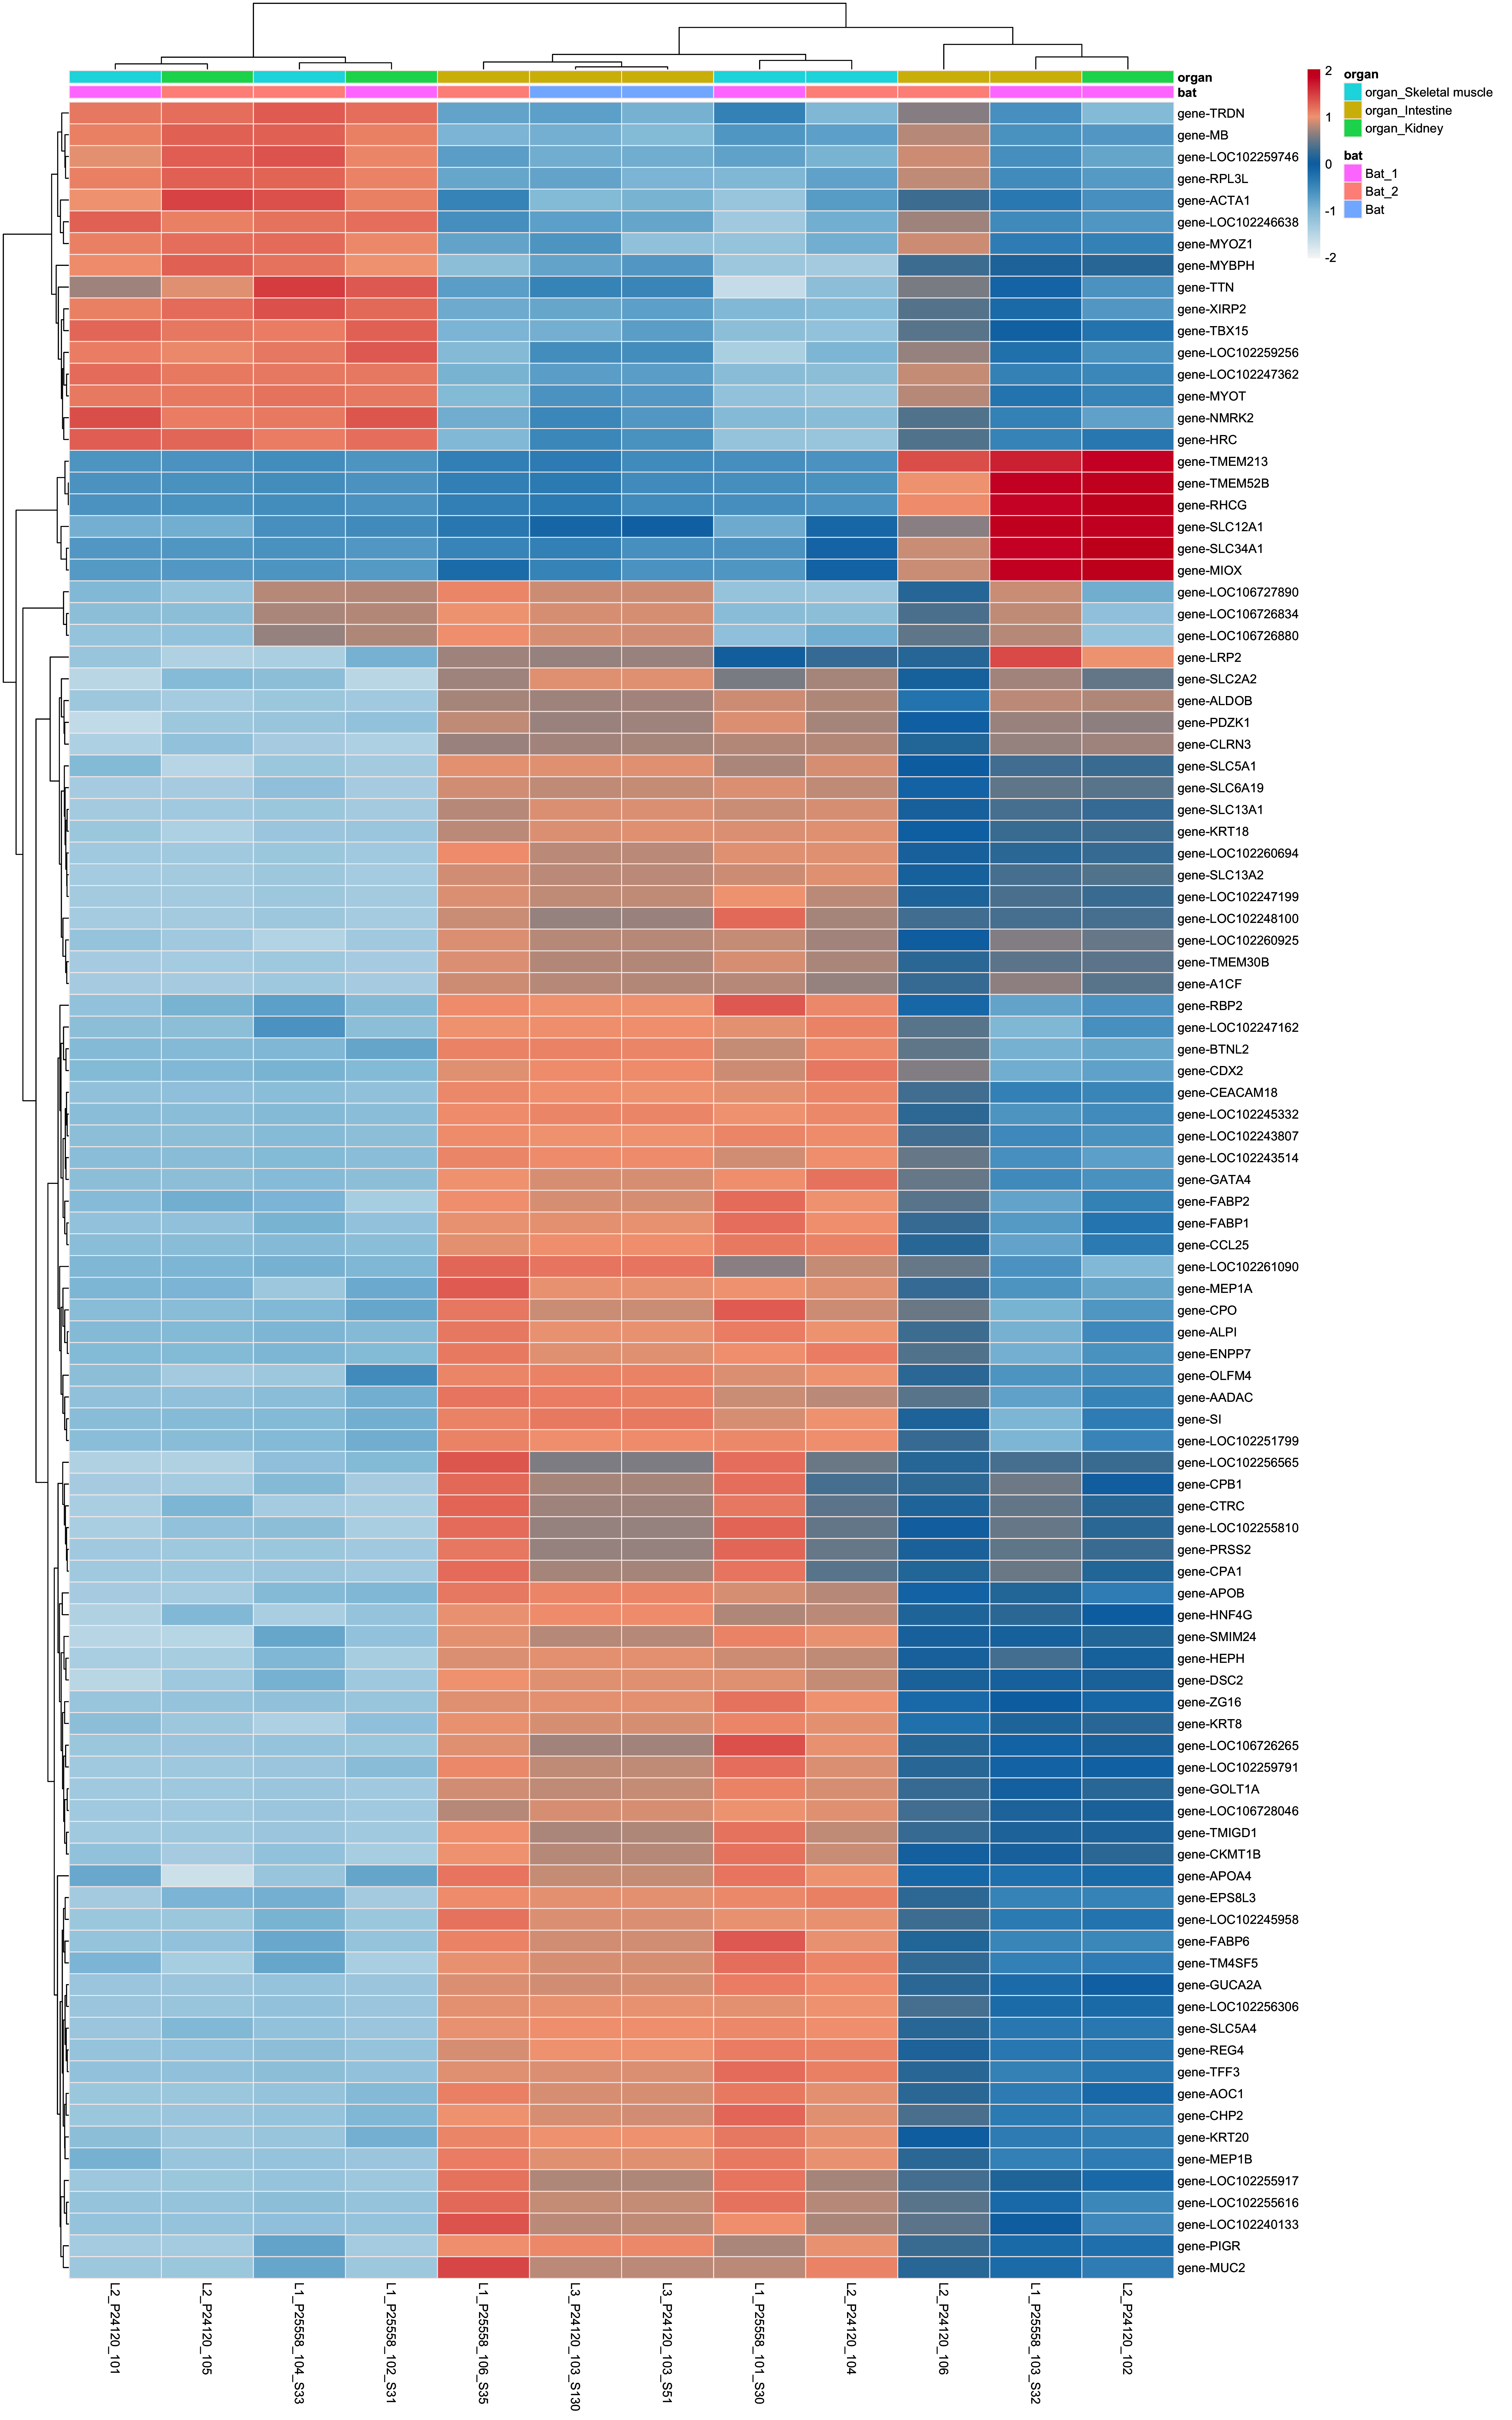 organ
bat
gene-TRDN
gene-MB
gene-LOC102259746
gene-RPL3L
gene-ACTA1
gene-LOC102246638
gene-MYOZ1
gene-MYBPH
gene-TTN
gene-XIRP2
gene-TBX15
gene-LOC102259256
gene-LOC102247362
gene-MYOT
gene-NMRK2
gene-HRC
gene-TMEM213
gene-TMEM52B
gene-RHCG
gene-SLC12A1
gene-SLC34A1
gene-MIOX
gene-LOC106727890
gene-LOC106726834
gene-LOC106726880
gene-LRP2
gene-SLC2A2
gene-ALDOB
gene-PDZK1
gene-CLRN3
gene-SLC5A1
gene-SLC6A19
gene-SLC13A1
gene-KRT18
gene-LOC102260694
gene-SLC13A2
gene-LOC102247199
gene-LOC102248100
gene-LOC102260925
gene-TMEM30B
gene-A1CF
gene-RBP2
gene-LOC102247162
gene-BTNL2
gene-CDX2
gene-CEACAM18
gene-LOC102245332
gene-LOC102243807
gene-LOC102243514
gene-GATA4
gene-FABP2
gene-FABP1
gene-CCL25
gene-LOC102261090
gene-MEP1A
gene-CPO
gene-ALPI
gene-ENPP7
gene-OLFM4
gene-AADAC
gene-SI
gene-LOC102251799
gene-LOC102256565
gene-CPB1
gene-CTRC
gene-LOC102255810
gene-PRSS2
gene-CPA1
gene-APOB
gene-HNF4G
gene-SMIM24
gene-HEPH
gene-DSC2
gene-ZG16
gene-KRT8
gene-LOC106726265
gene-LOC102259791
gene-GOLT1A
gene-LOC106728046
gene-TMIGD1
gene-CKMT1B
gene-APOA4
gene-EPS8L3
gene-LOC102245958
gene-FABP6
gene-TM4SF5
gene-GUCA2A
gene-LOC102256306
gene-SLC5A4
gene-REG4
gene-TFF3
gene-AOC1
gene-CHP2
gene-KRT20
gene-MEP1B
gene-LOC102255917
gene-LOC102255616
gene-LOC102240133
gene-PIGR
gene-MUC2
L2_P24120_101
L2_P24120_105
L1_P25558_104_S33
L1_P25558_102_S31
L1_P25558_106_S35
L3_P24120_103_S130
L3_P24120_103_S51
L1_P25558_101_S30
L2_P24120_104
L2_P24120_106
L1_P25558_103_S32
L2_P24120_102
2
1
0
-1
-2
organ
organ_Skeletal muscle
organ_Intestine
organ_Kidney
bat
Bat_1
Bat_2
Bat